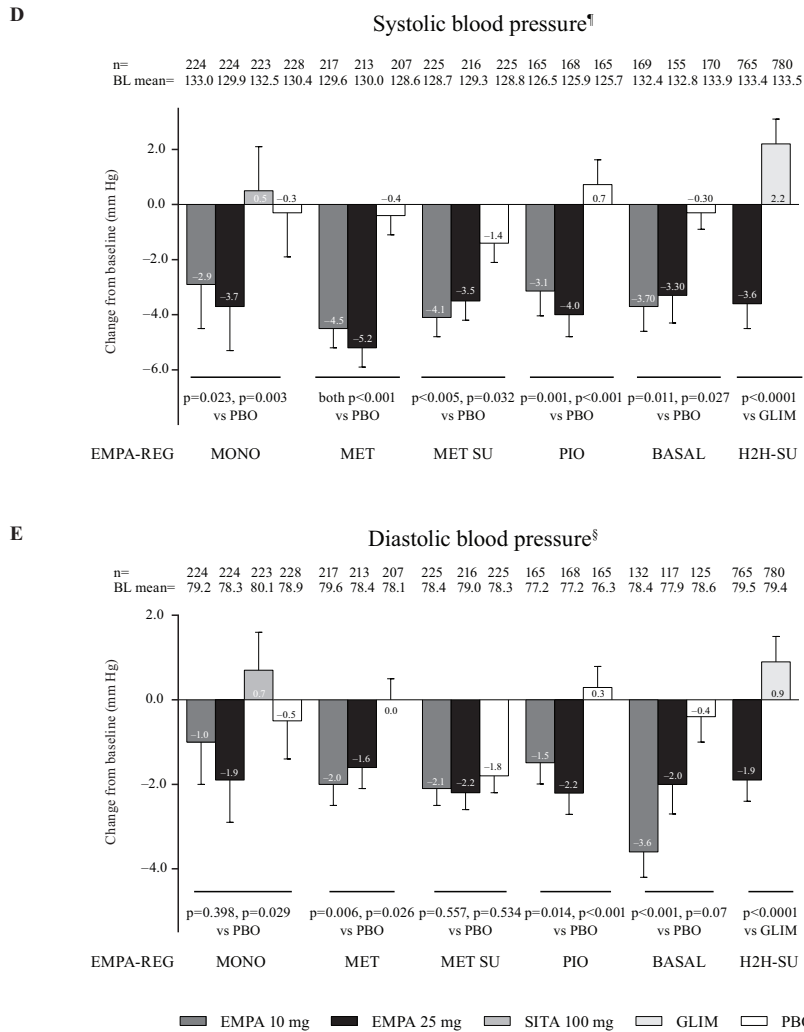 D
Systolic blood pressure¶
n= 224 224 223 228 217 213 207 225 216 225 165 168 165 169 155 170 765 780
BL mean= 133.0 129.9 132.5 130.4 129.6 130.0 128.6 128.7 129.3 128.8 126.5 125.9 125.7 132.4 132.8 133.9 133.4 133.5
Change from baseline (mm Hg)
2.0
0.0
−2.0
−4.0
−6.0
−2.9
−3.7
0.5
−0.3
−4.5
−5.2
−0.4
−4.1
−3.5
−1.4
−3.1
−4.0
0.7
−3.70
−3.30
−0.30
−3.6
2.2
p=0.023, p=0.003 both p<0.001 p<0.005, p=0.032 p=0.001, p<0.001 p=0.011, p=0.027 p<0.0001
vs PBO vs PBO vs PBO vs PBO vs PBO vs GLIM
EMPA-REG MONO MET MET SU PIO BASAL H2H-SU
E
Diastolic blood pressure§
n= 224 224 223 228 217 213 207 225 216 225 165 168 165 132 117 125 765 780
BL mean= 79.2 78.3 80.1 78.9 79.6 78.4 78.1 78.4 79.0 78.3 77.2 77.2 76.3 78.4 77.9 78.6 79.5 79.4
Change from baseline (mm Hg)
2.0
0.0
−2.0
−4.0
−1.0
−1.9
0.7
−0.5
−2.0
−1.6
0.0
−2.1
−2.2
−1.8
−1.5
−2.2
0.3
−3.6
−2.0
−0.4
−1.9
0.9
p=0.398, p=0.029 p=0.006, p=0.026 p=0.557, p=0.534 p=0.014, p<0.001 p<0.001, p=0.07 p<0.0001
vs PBO vs PBO vs PBO vs PBO vs PBO vs GLIM
EMPA-REG MONO MET MET SU PIO BASAL H2H-SU
EMPA 10 mg EMPA 25 mg SITA 100 mg GLIM